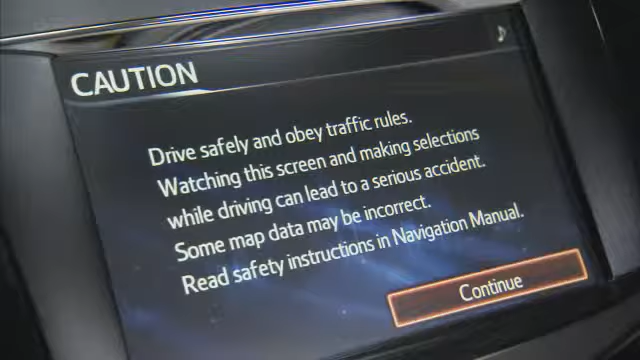 CAUTION
Drive safely and obey traffic rules.
Watching this screen and making selections
while driving can lead to a serious accident.
Some map data may be incorrect.
Read safety instructions in Navigation Manual.
Continue